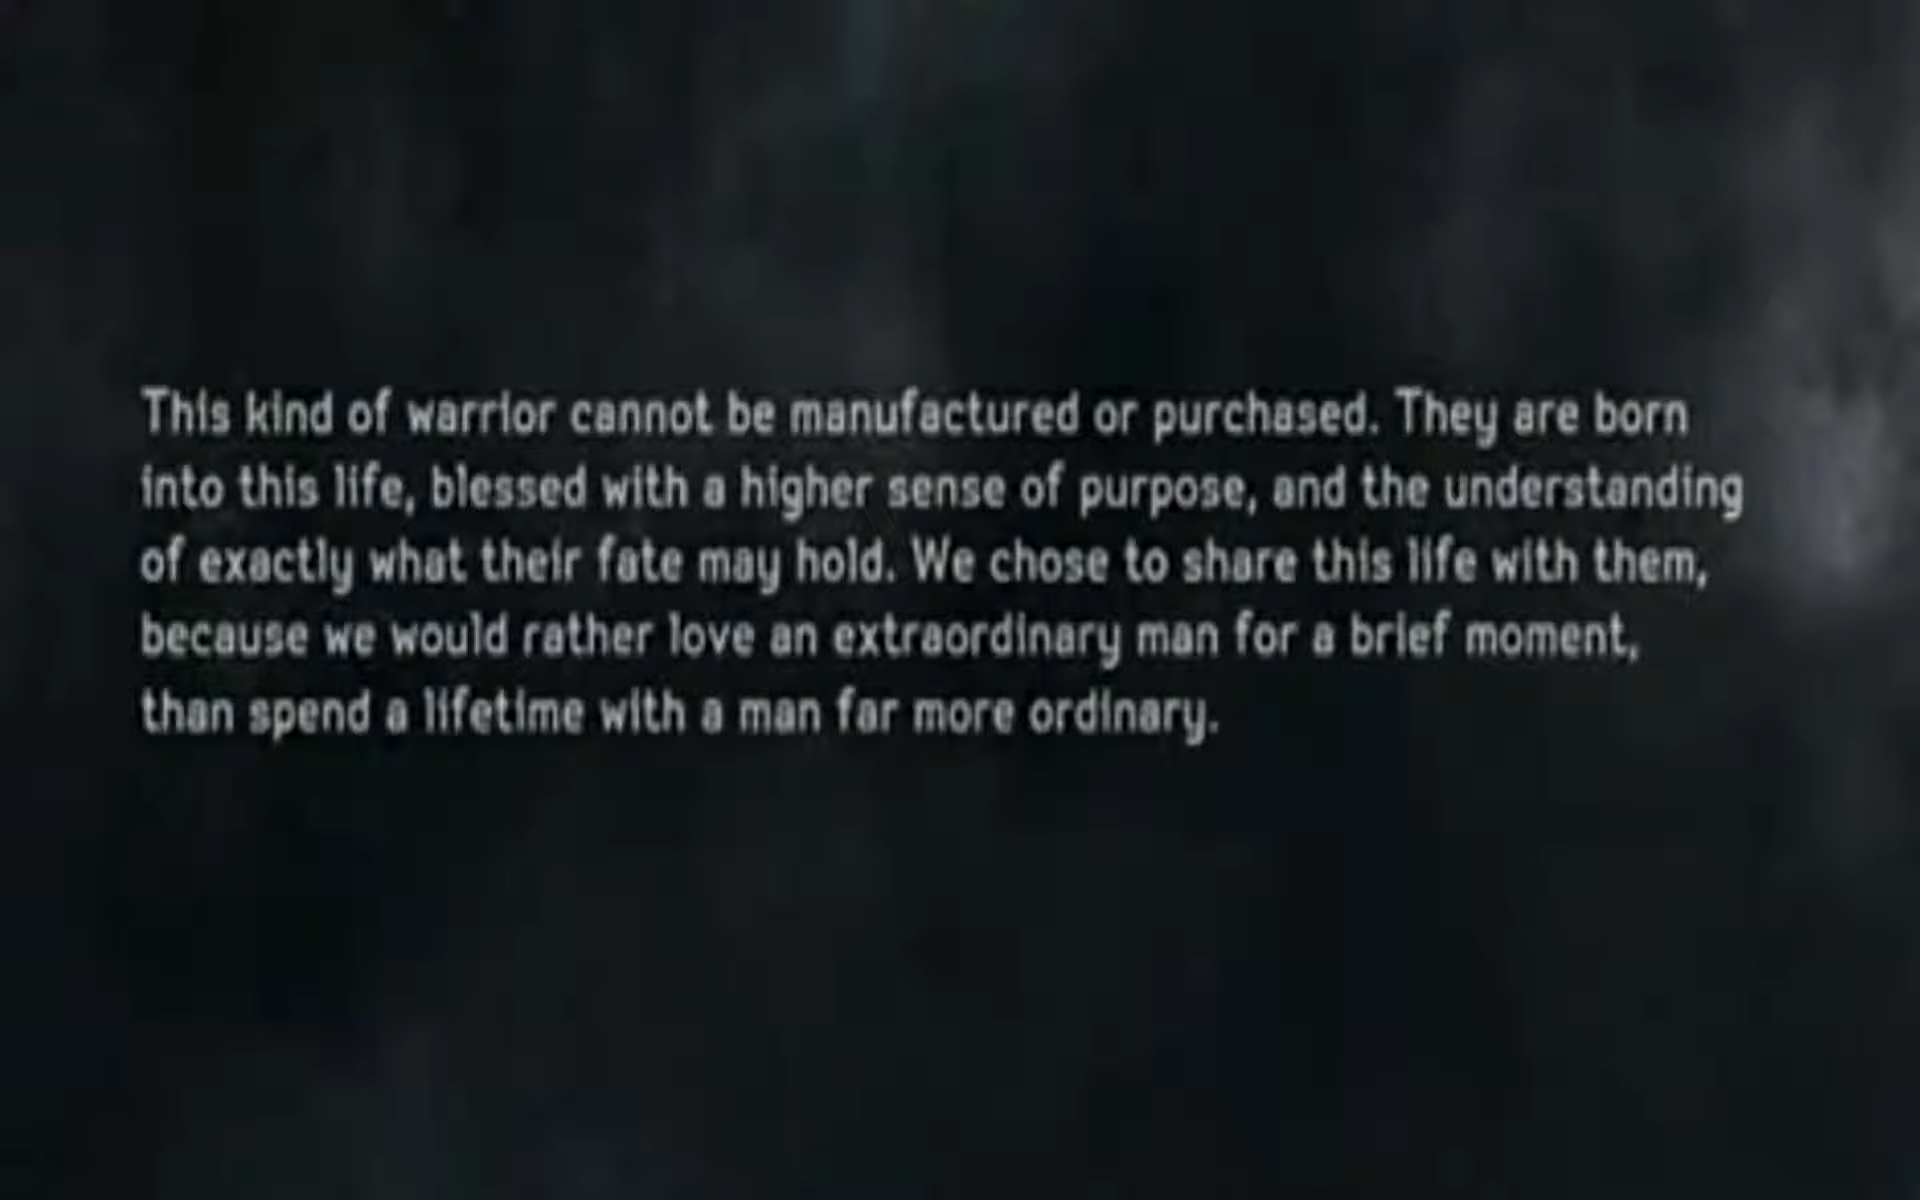 This kind of warrior cannot be manufactured or purchased. They are born
into this life, blessed with a higher sense of purpose, and the understanding
of exactly what their fate may hold. We chose to share this life with them,
because we would rather love an extraordinary man for a brief moment,
than spend a lifetime with a man far more ordinary.